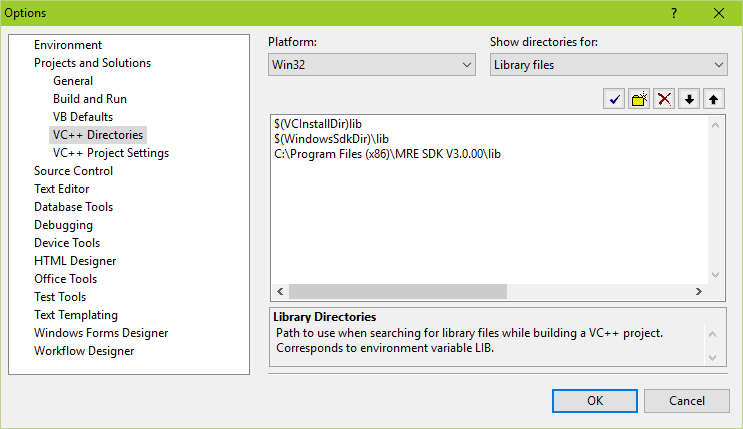 Options
Environment
Projects and Solutions
General
Build and Run
VB Defaults
VC++ Directories
VC++ Project Settings
Source Control
Text Editor
Database Tools
Debugging
Device Tools
HTML Designer
Office Tools
Test Tools
Text Templating
Windows Forms Designer
Workflow Designer
Platform:
Win32
Show directories for:
Library files
$(VCInstallDir)lib
$(WindowsSdkDir)\lib
C:\Program Files (x86)\MRE SDK V3.0.00\lib
Library Directories
Path to use when searching for library files while building a VC++ project.
Corresponds to environment variable LIB.
OK
Cancel